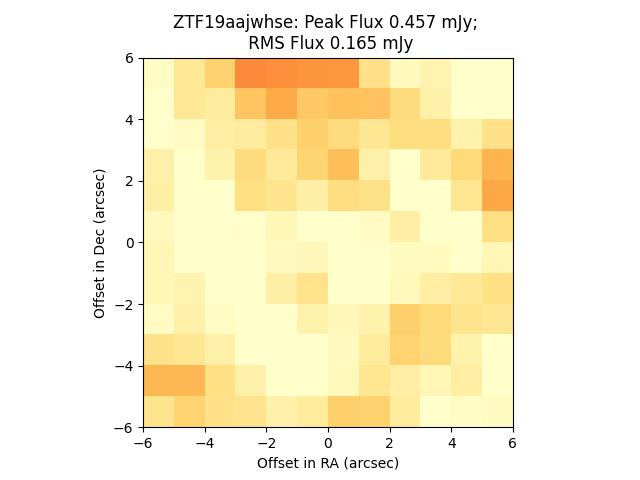 ZTF19aajwhse: Peak Flux 0.457 mJy;
RMS Flux 0.165 mJy
6
4
2
0
−2
−4
−6
Offset in Dec (arcsec)
−6 −4 −2 0 2 4 6
Offset in RA (arcsec)